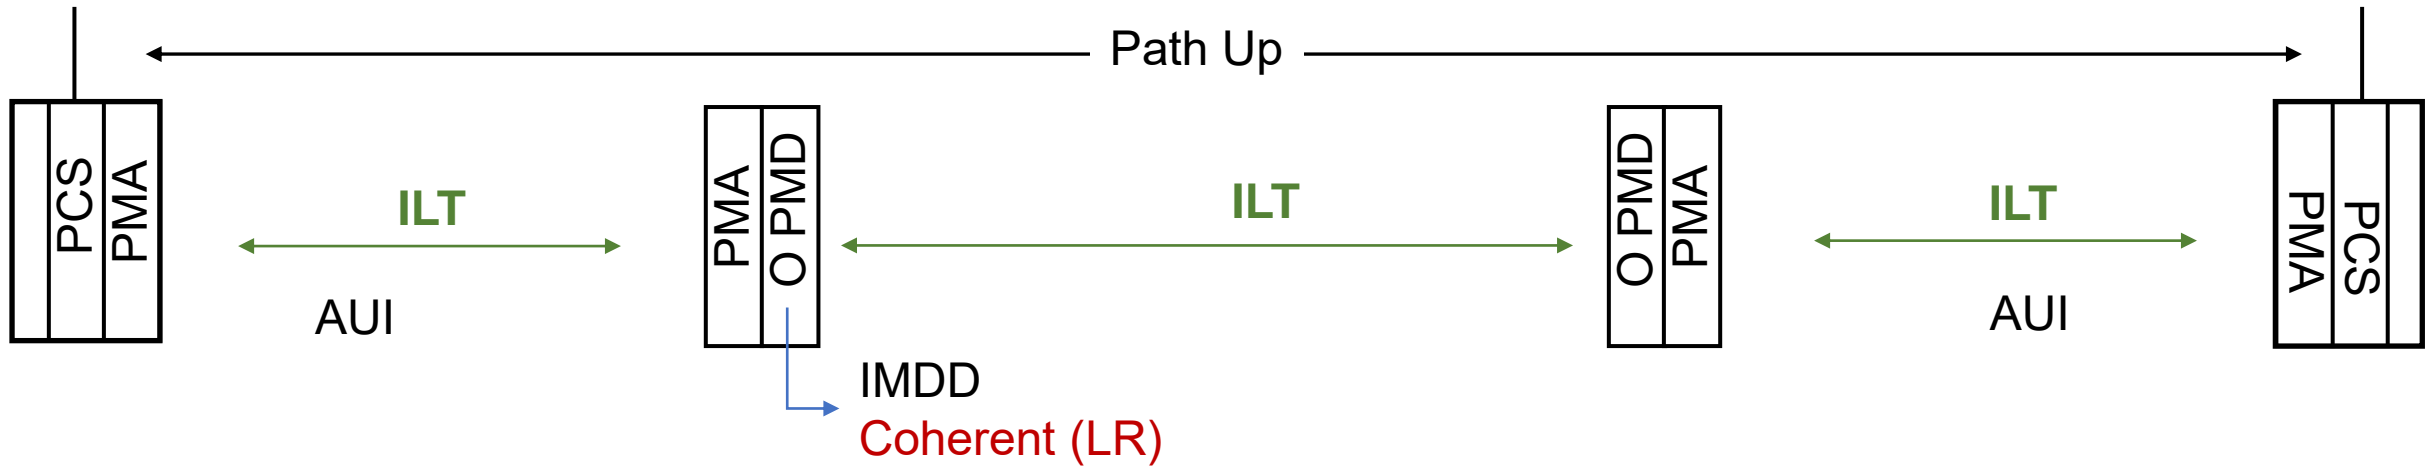 Path Up
PCS
PMA
ILT
AUI
PMA
O PMD
ILT
IMDD
Coherent (LR)
O PMD
PMA
ILT
AUI
PMA
PCS